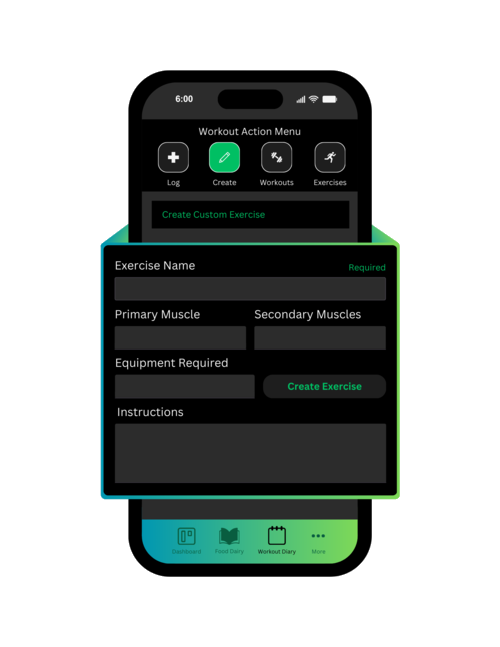 6:00
Workout Action Menu
Log Create Workouts Exercises
Create Custom Exercise
Exercise Name Required
Primary Muscle Secondary Muscles
Equipment Required
Create Exercise
Instructions
Dashboard Food Dairy Workout Diary More